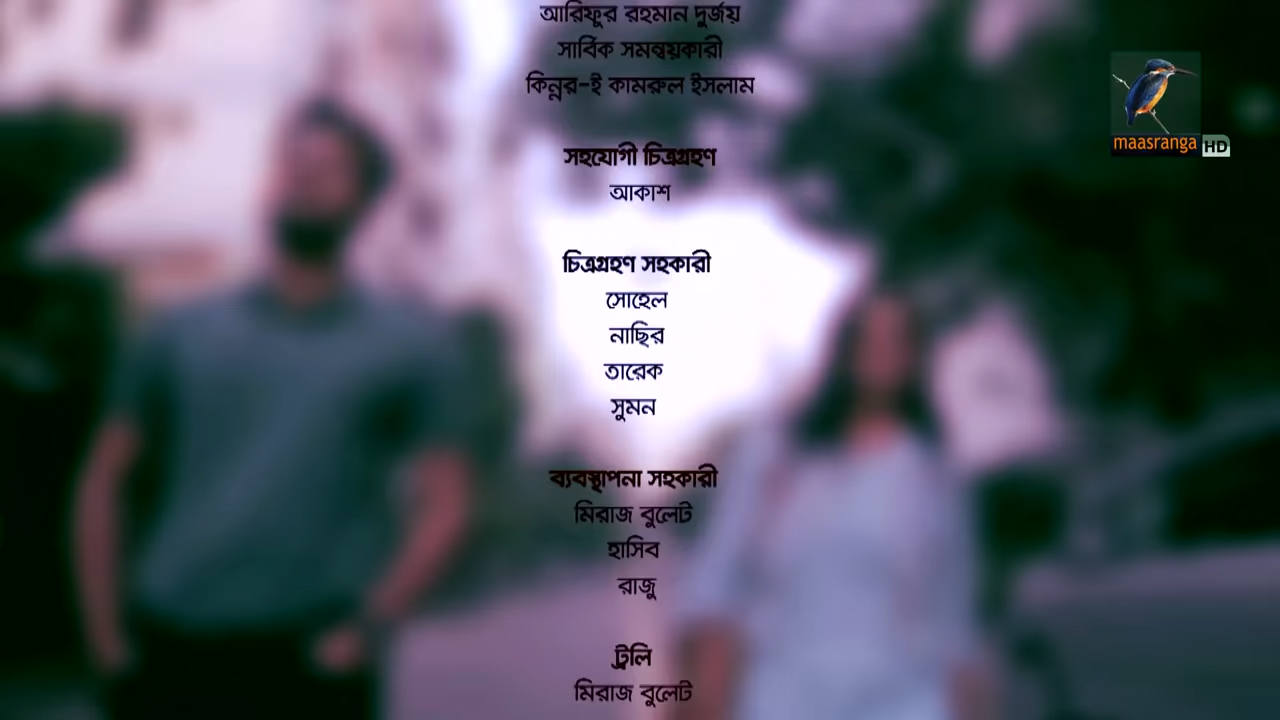 আরিফুর রহমান দুর্জয়
সার্বিক সমন্বয়কারী
কিন্নর-ই কামরুল ইসলাম
সহযোগী চিত্রগ্রহণ
আকাশ
চিত্রগ্রহণ সহকারী
সোহেল
নাছির
তারেক
সুমন
ব্যবস্থাপনা সহকারী
মিরাজ বুলেট
হাসিব
রাজু
ট্রলি
মিরাজ বুলেট
maasranga HD